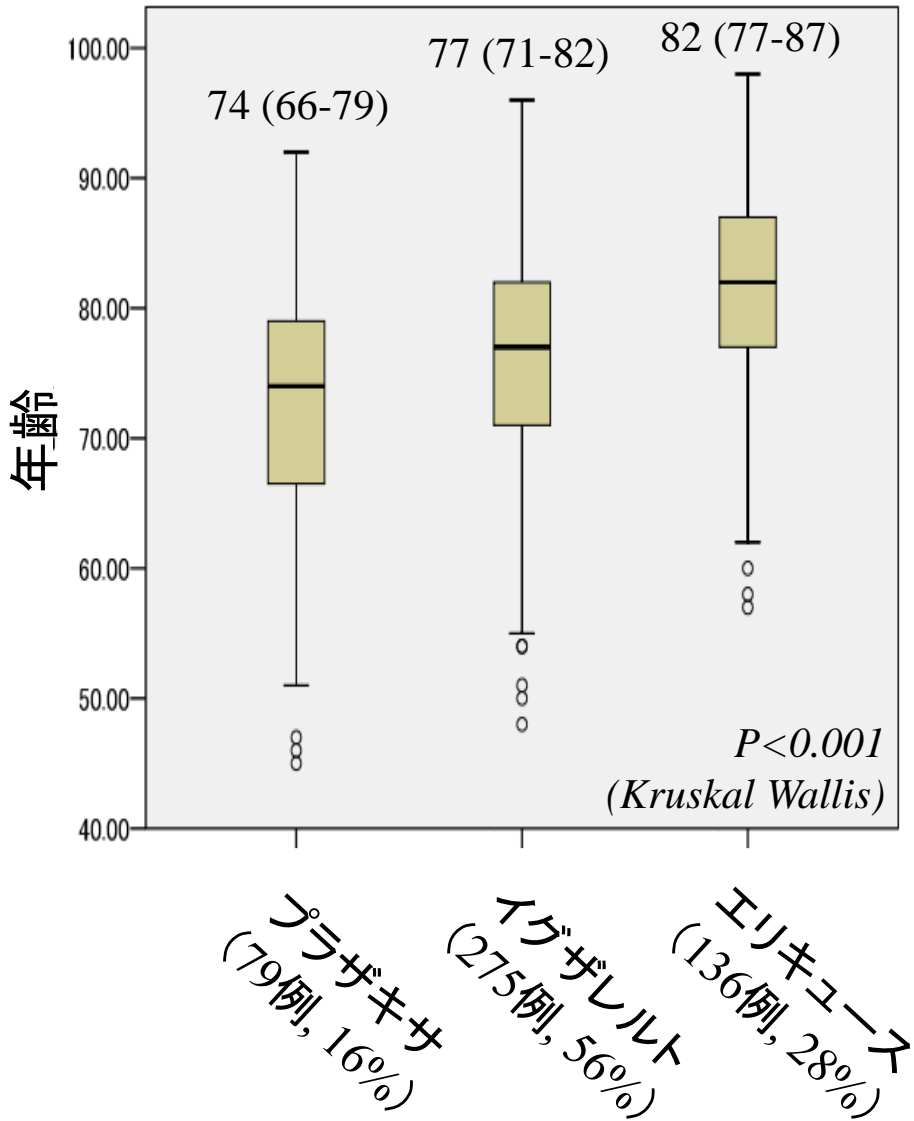 年齢
100.00
90.00
80.00
70.00
60.00
50.00
40.00
74 (66-79)
77 (71-82)
82 (77-87)
P<0.001
(Kruskal Wallis)
プラザキサ
(79例, 16%)
イグザレルト
(275例, 56%)
エリキュース
(136例, 28%)